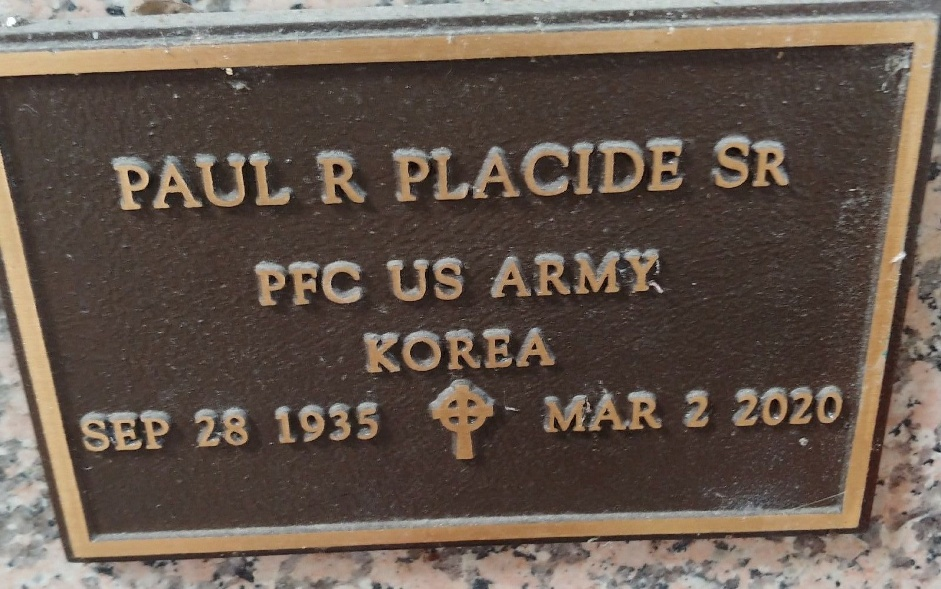 PAUL R PLACIDE SR
PFC US ARMY
KOREA
SEP 28 1935 MAR 2 2020